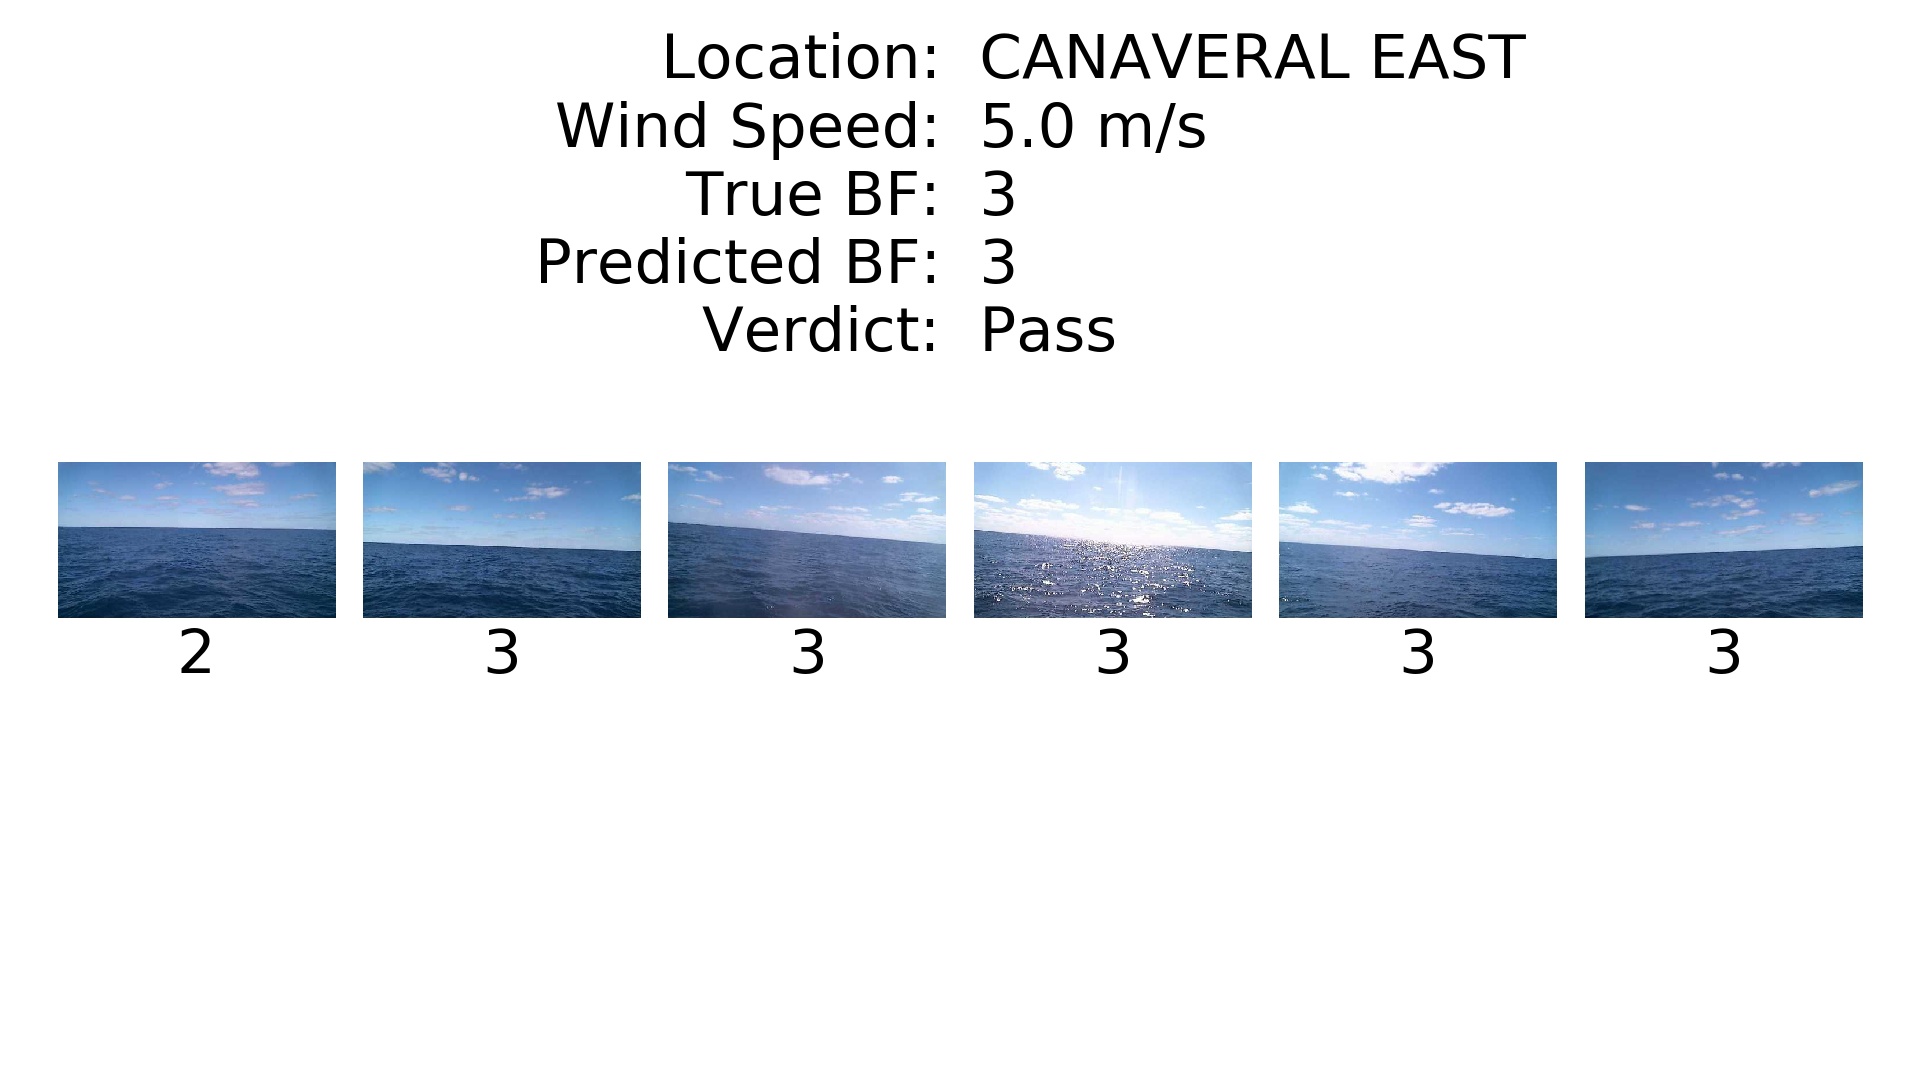 Location: CANAVERAL EAST
Wind Speed: 5.0 m/s
True BF: 3
Predicted BF: 3
Verdict: Pass
2 3 3 3 3 3